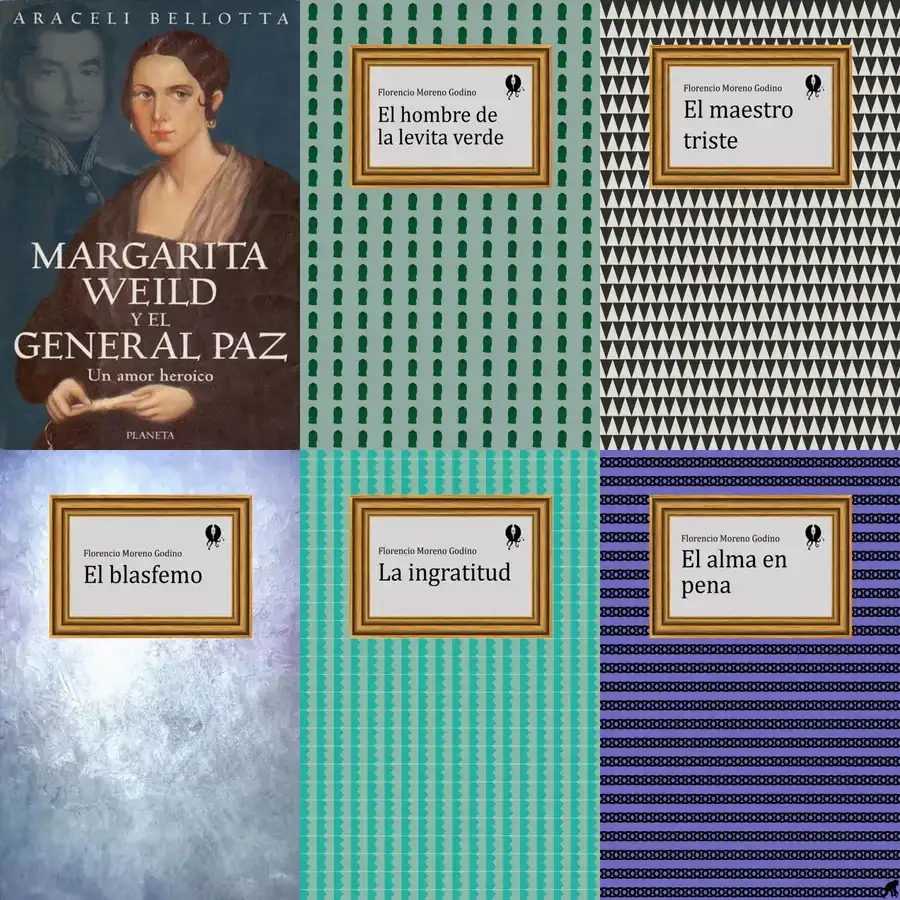 ARACELI BELLOTTA
MARGARITA
WEILD
Y EL
GENERAL PAZ
Un amor heroico
PLANETA
Florencio Moreno Godino
El hombre de
la levita verde
Florencio Moreno Godino
El maestro
triste
Florencio Moreno Godino
El blasfemo
Florencio Moreno Godino
La ingratitud
Florencio Moreno Godino
El alma en
pena